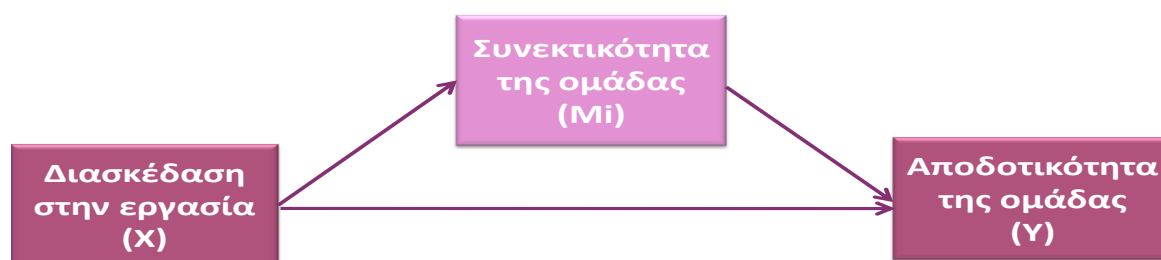 Συνεκτικότητα
της ομάδας
(Mi)
Διασκέδαση
στην εργασία
(X)
Αποδοτικότητα
της ομάδας
(Y)